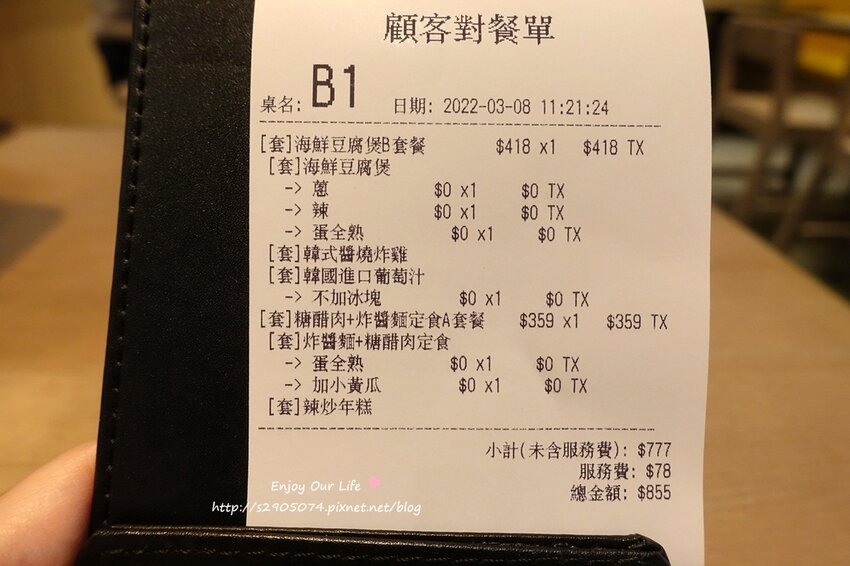 顧客對餐單
桌名: B1 日期: 2022-03-08 11:21:24
[套]海鮮豆腐煲B套餐 $418 x1 $418 TX
[套]海鮮豆腐煲
-> 蔥 $0 x1 $0 TX
-> 辣 $0 x1 $0 TX
-> 蛋全熟 $0 x1 $0 TX
[套]韓式醬燒炸雞
[套]韓國進口葡萄汁
-> 不加冰塊 $0 x1 $0 TX
[套]糖醋肉+炸醬麵定食A套餐 $359 x1 $359 TX
[套]炸醬麵+糖醋肉定食
-> 蛋全熟 $0 x1 $0 TX
-> 加小黃瓜 $0 x1 $0 TX
[套]辣炒年糕
小計(未含服務費): $777
服務費: $78
總金額: $855
Enjoy Our Life
http://s2905074.pixnet.net/blog